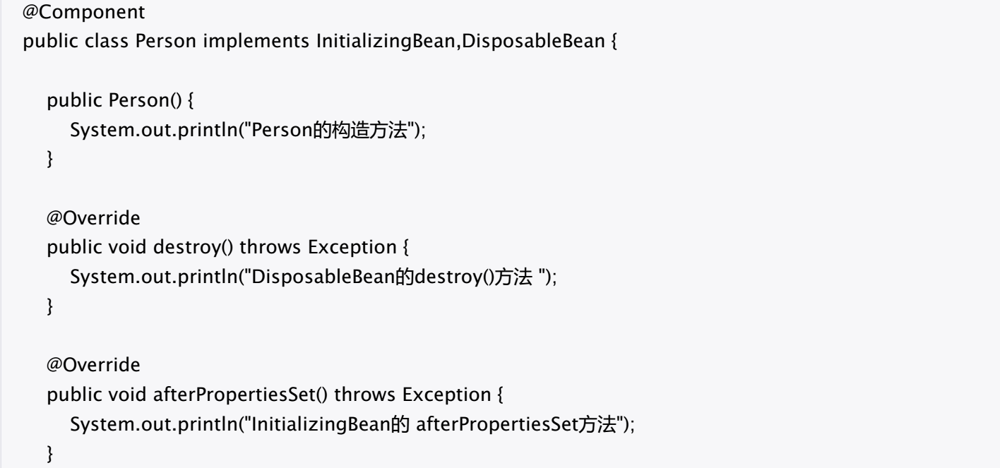 @Component
public class Person implements InitializingBean,DisposableBean {
public Person() {
System.out.println("Person的构造方法");
}
@Override
public void destroy() throws Exception {
System.out.println("DisposableBean的destroy()方法 ");
}
@Override
public void afterPropertiesSet() throws Exception {
System.out.println("InitializingBean的 afterPropertiesSet方法");
}